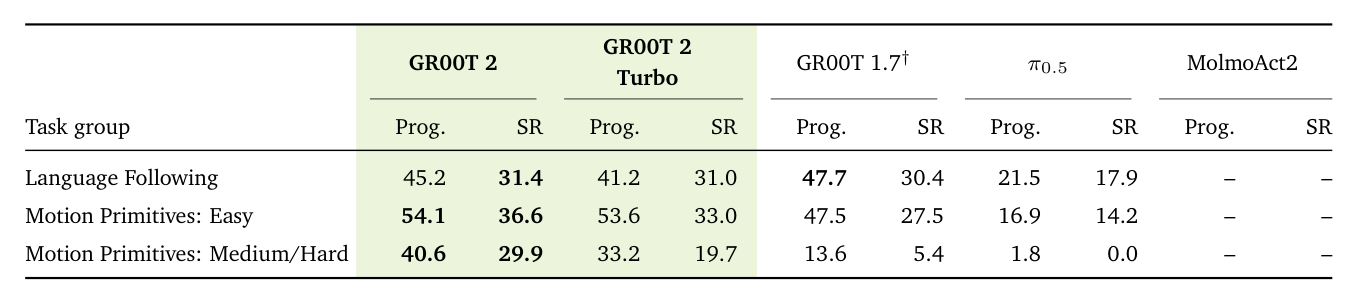 GR00T 2 GR00T 2 Turbo GR00T 1.7† π0.5 MolmoAct2
Task group Prog. SR Prog. SR Prog. SR Prog. SR Prog. SR
Language Following 45.2 31.4 41.2 31.0 47.7 30.4 21.5 17.9 – –
Motion Primitives: Easy 54.1 36.6 53.6 33.0 47.5 27.5 16.9 14.2 – –
Motion Primitives: Medium/Hard 40.6 29.9 33.2 19.7 13.6 5.4 1.8 0.0 – –